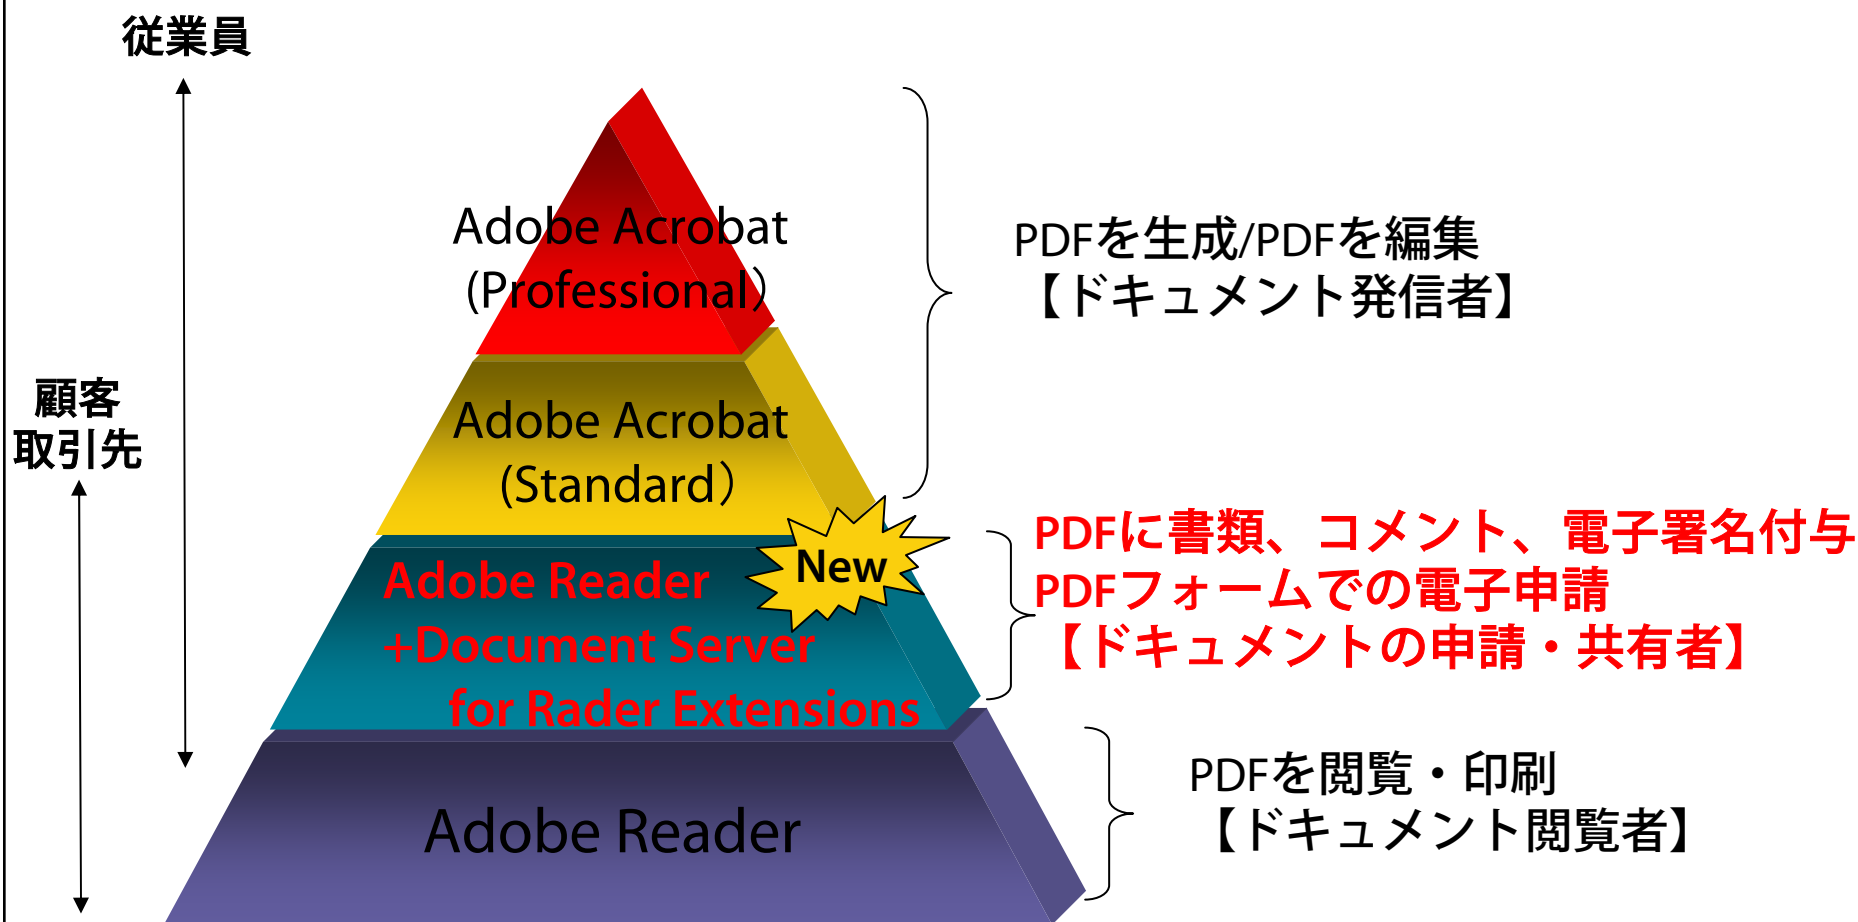 従業員
Adobe Acrobat
(Professional）
PDFを生成/PDFを編集
【ドキュメント発信者】
顧客
取引先
Adobe Acrobat
(Standard）
New
PDFに書類、コメント、電子署名付与
PDFフォームでの電子申請
【ドキュメントの申請・共有者】
Adobe Reader
+Document Server
for Rader Extensions
PDFを閲覧・印刷
【ドキュメント閲覧者】
Adobe Reader